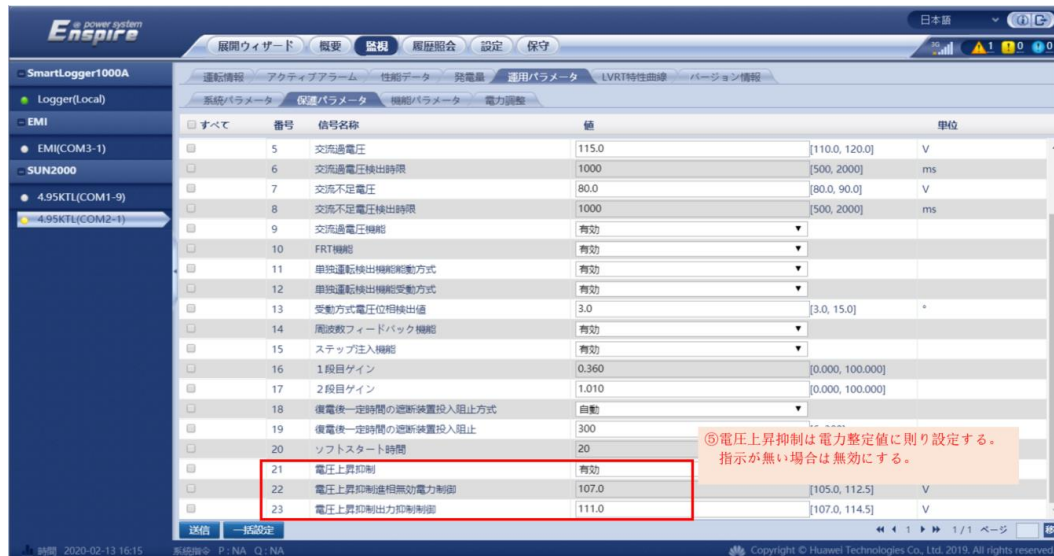 e power system
Enspire
日本語
展開ウィザード 概要 監視 履歴照会 設定 保守
3G 1 0 0
SmartLogger1000A
Logger(Local)
EMI
EMI(COM3-1)
SUN2000
4.95KTL(COM1-9)
4.95KTL(COM2-1)
運転情報 アクティブアラーム 性能データ 発電量 運用パラメータ LVRT特性曲線 バージョン情報
系統パラメータ 保護パラメータ 機能パラメータ 電力調整
すべて 番号 信号名称 値 単位
5 交流過電圧 115.0 [110.0, 120.0] V
6 交流過電圧検出時限 1000 [500, 2000] ms
7 交流不足電圧 80.0 [80.0, 90.0] V
8 交流不足電圧検出時限 1000 [500, 2000] ms
9 交流過電圧機能 有効
10 FRT機能 有効
11 単独運転検出機能能動方式 有効
12 単独運転検出機能受動方式 有効
13 受動方式電圧位相検出値 3.0 [3.0, 15.0] °
14 周波数フィードバック機能 有効
15 ステップ注入機能 有効
16 1段目ゲイン 0.360 [0.000, 100.000]
17 2段目ゲイン 1.010 [0.000, 100.000]
18 復電後一定時間の遮断装置投入阻止方式 自動
19 復電後一定時間の遮断装置投入阻止 300
20 ソフトスタート時間 20
⑤電圧上昇抑制は電力整定値に則り設定する。
指示が無い場合は無効にする。
21 電圧上昇抑制 有効
22 電圧上昇抑制進相無効電力制御 107.0 [105.0, 112.5] V
23 電圧上昇抑制出力抑制制御 111.0 [107.0, 114.5] V
送信 一括設定 1 1/1 ページ
時間 2020-02-13 16:15 系統指令 P:NA Q:NA Copyright © Huawei Technologies Co., Ltd. 2019. All rights reserved